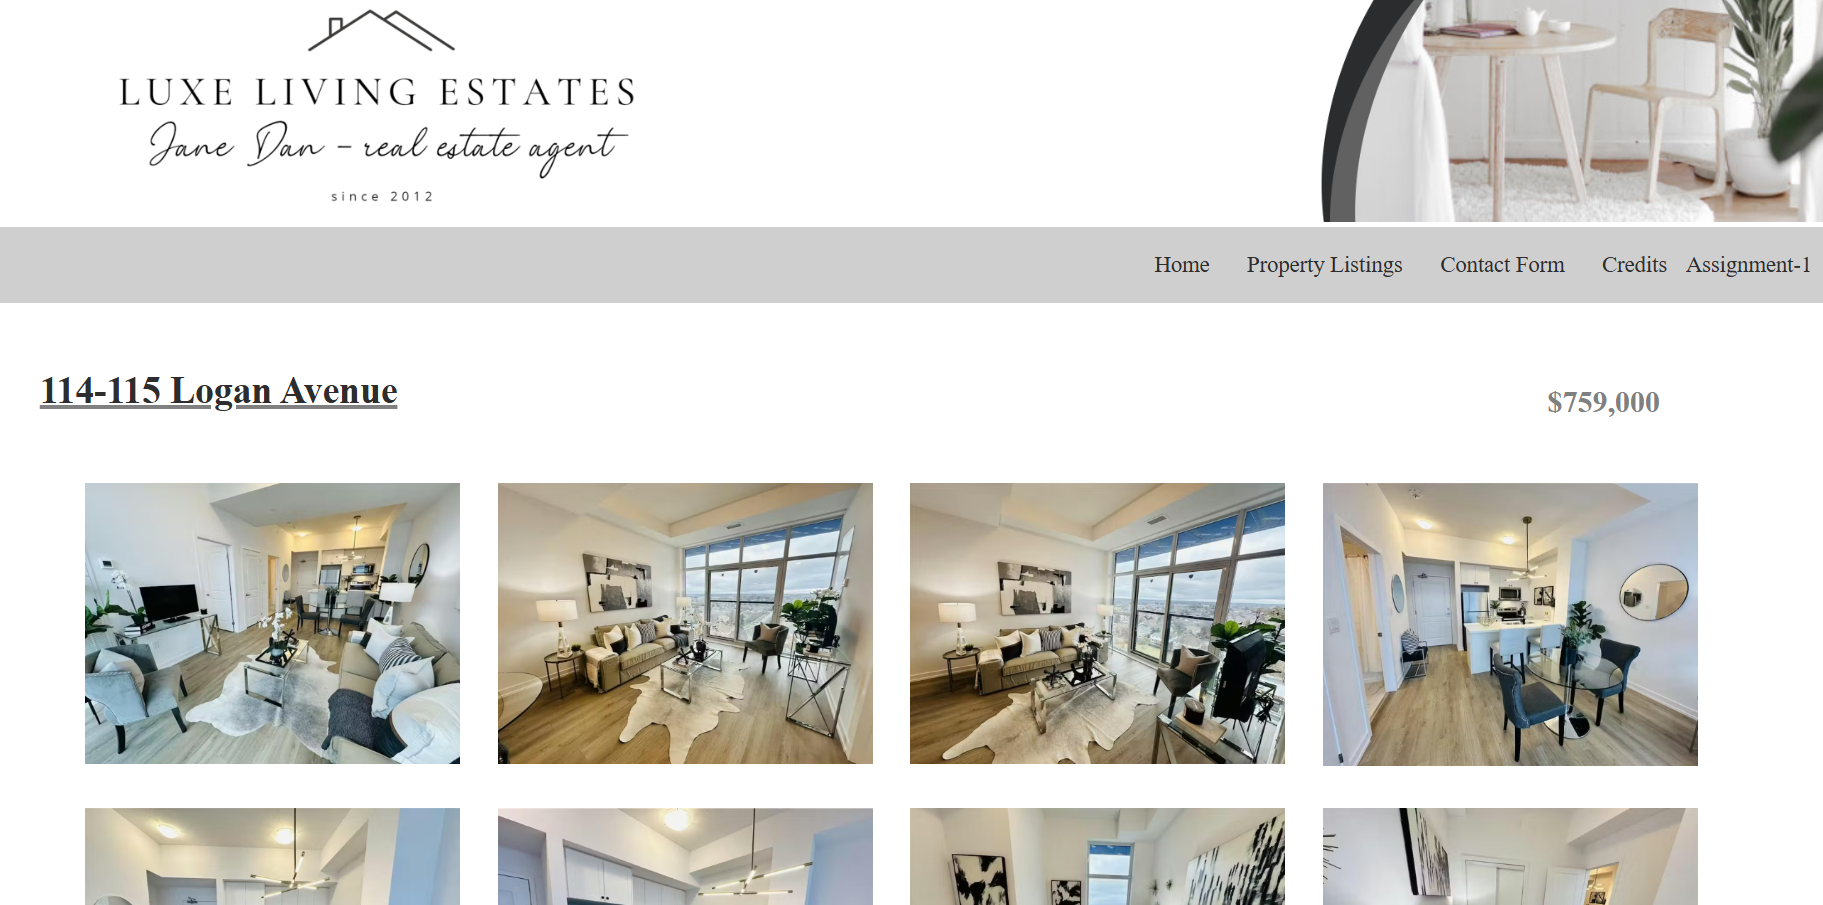 LUXE LIVING ESTATES
Jane Dan - real estate agent
since 2012
Home Property Listings Contact Form Credits Assignment-1
114-115 Logan Avenue
$759,000